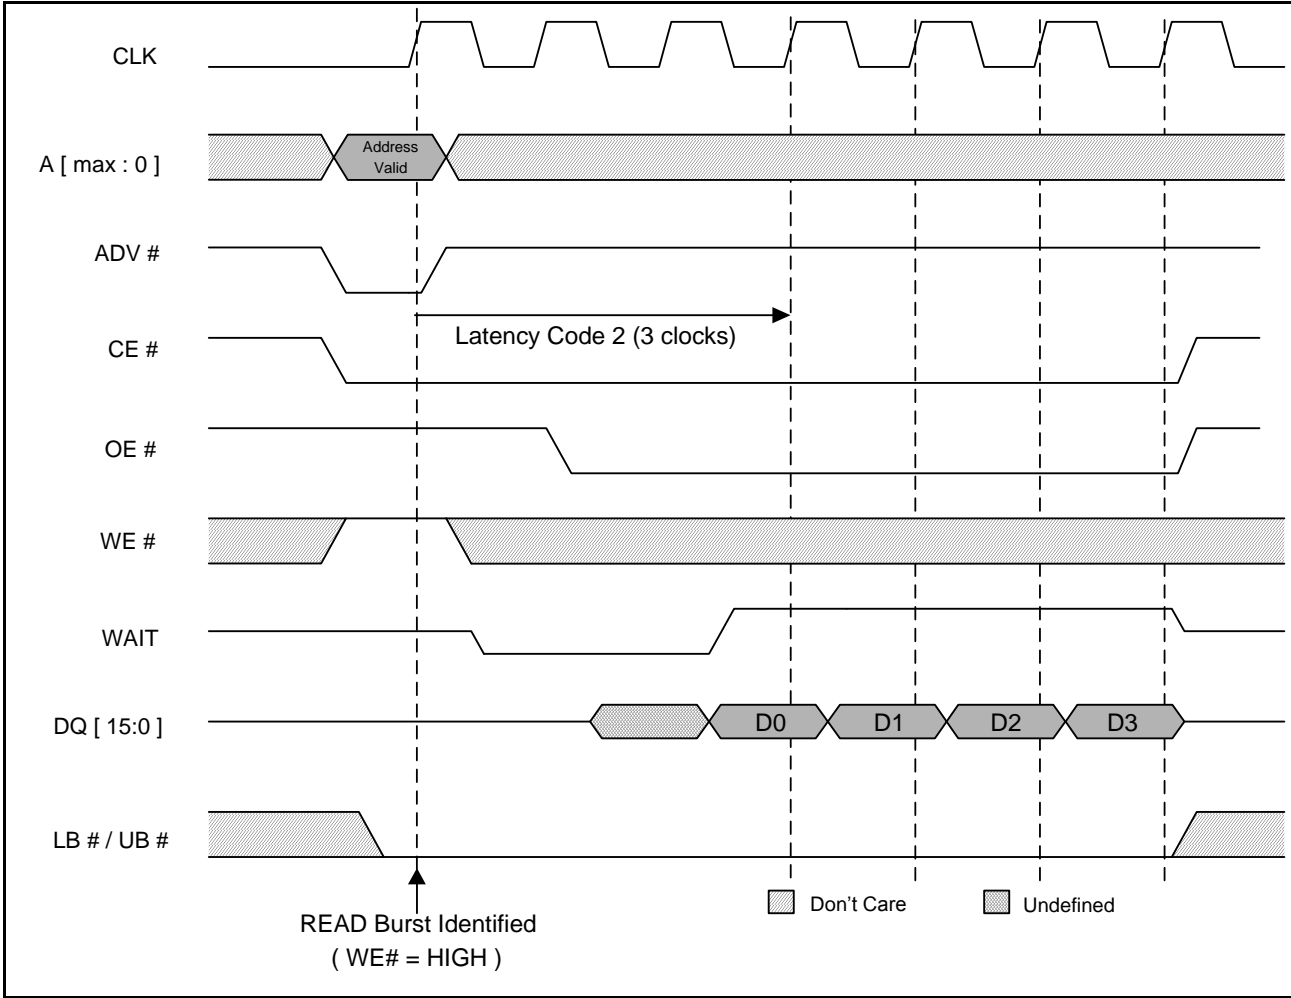 CLK
A [ max : 0 ]
Address
Valid
ADV #
Latency Code 2 (3 clocks)
CE #
OE #
WE #
WAIT
DQ [ 15:0 ]
D0
D1
D2
D3
LB # / UB #
Don't Care
Undefined
READ Burst Identified
( WE# = HIGH )